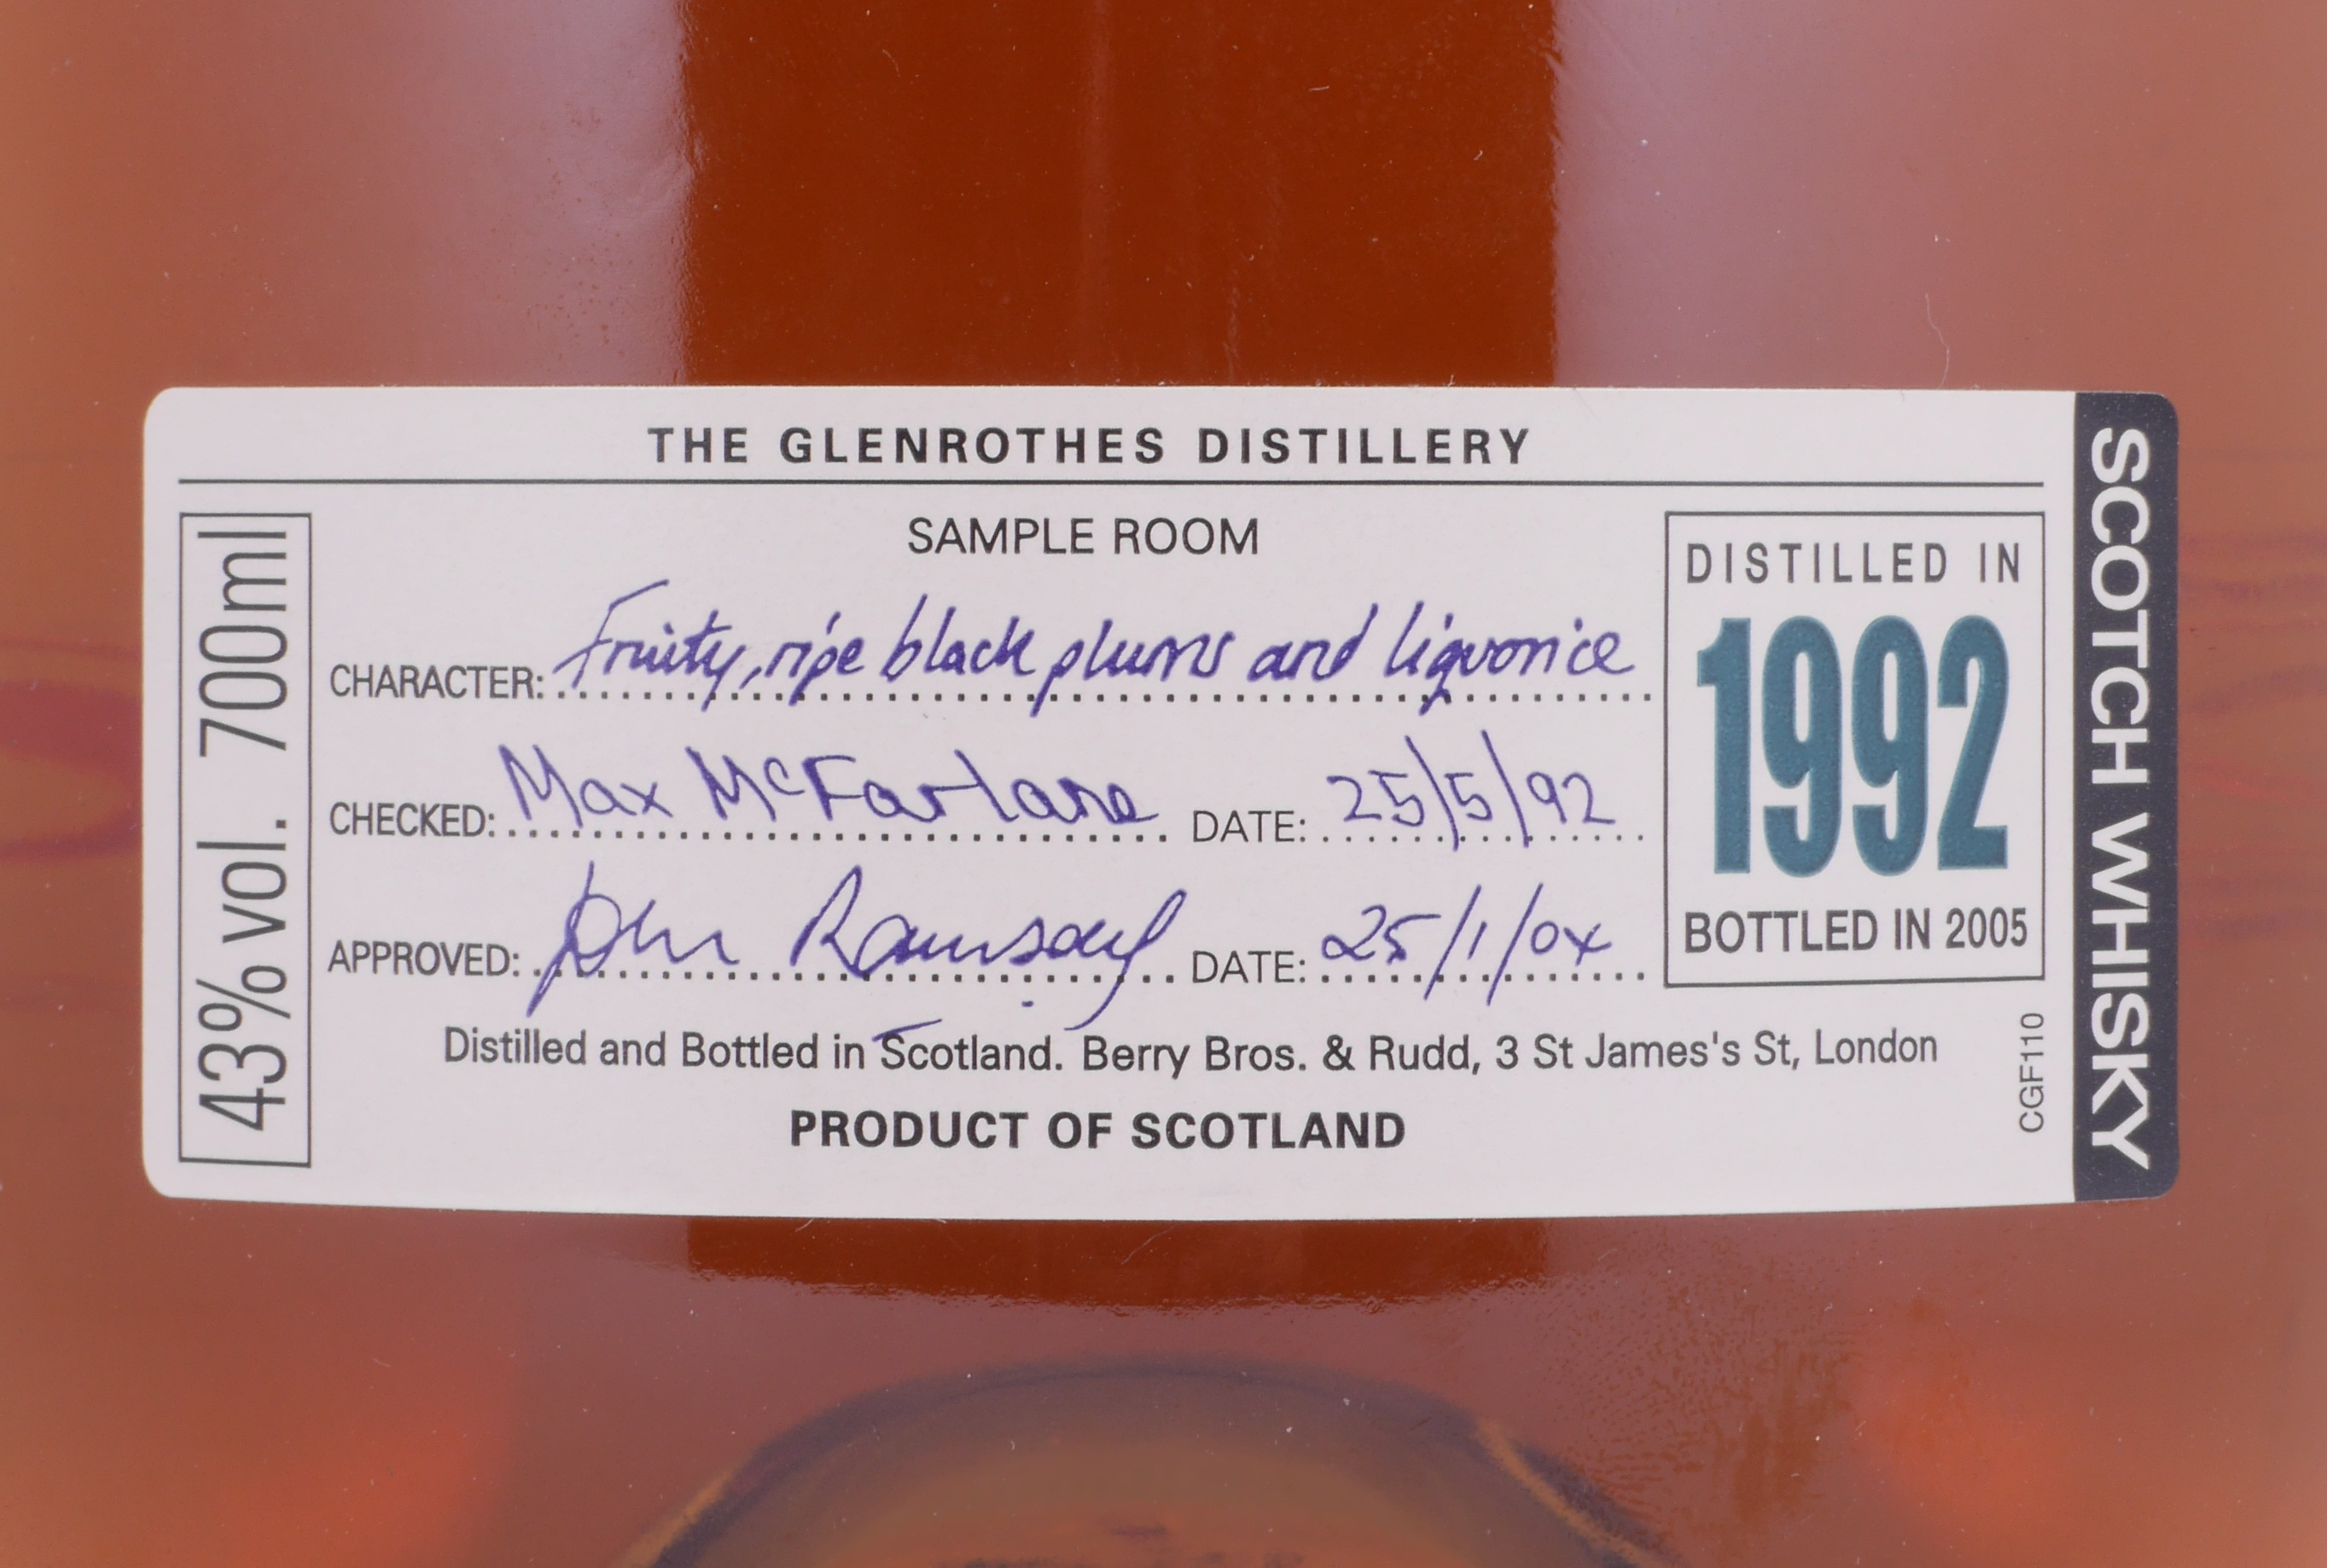 THE GLENROTHES DISTILLERY
43% vol. 700ml
SAMPLE ROOM
CHARACTER: Fruity, ripe black plums and liquorice
CHECKED: Max McFarlane DATE: 25/5/92
APPROVED: John Ramsay DATE: 25/1/04
DISTILLED IN
1992
BOTTLED IN 2005
Distilled and Bottled in Scotland. Berry Bros. & Rudd, 3 St James's St, London
PRODUCT OF SCOTLAND
CGF110
SCOTCH WHISKY